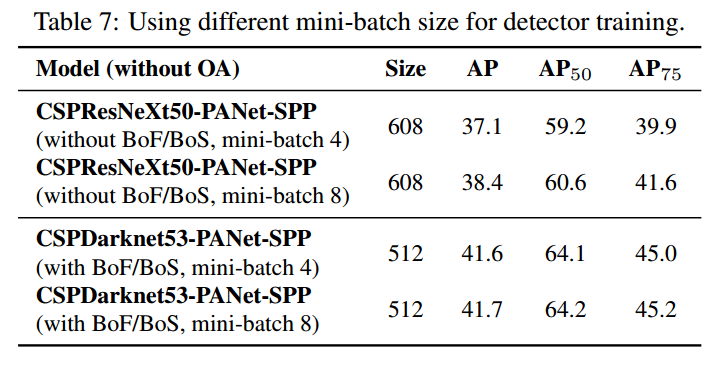 Table 7: Using different mini-batch size for detector training.
Model (without OA) Size AP AP50 AP75
CSPResNeXt50-PANet-SPP
(without BoF/BoS, mini-batch 4) 608 37.1 59.2 39.9
CSPResNeXt50-PANet-SPP
(without BoF/BoS, mini-batch 8) 608 38.4 60.6 41.6
CSPDarknet53-PANet-SPP
(with BoF/BoS, mini-batch 4) 512 41.6 64.1 45.0
CSPDarknet53-PANet-SPP
(with BoF/BoS, mini-batch 8) 512 41.7 64.2 45.2